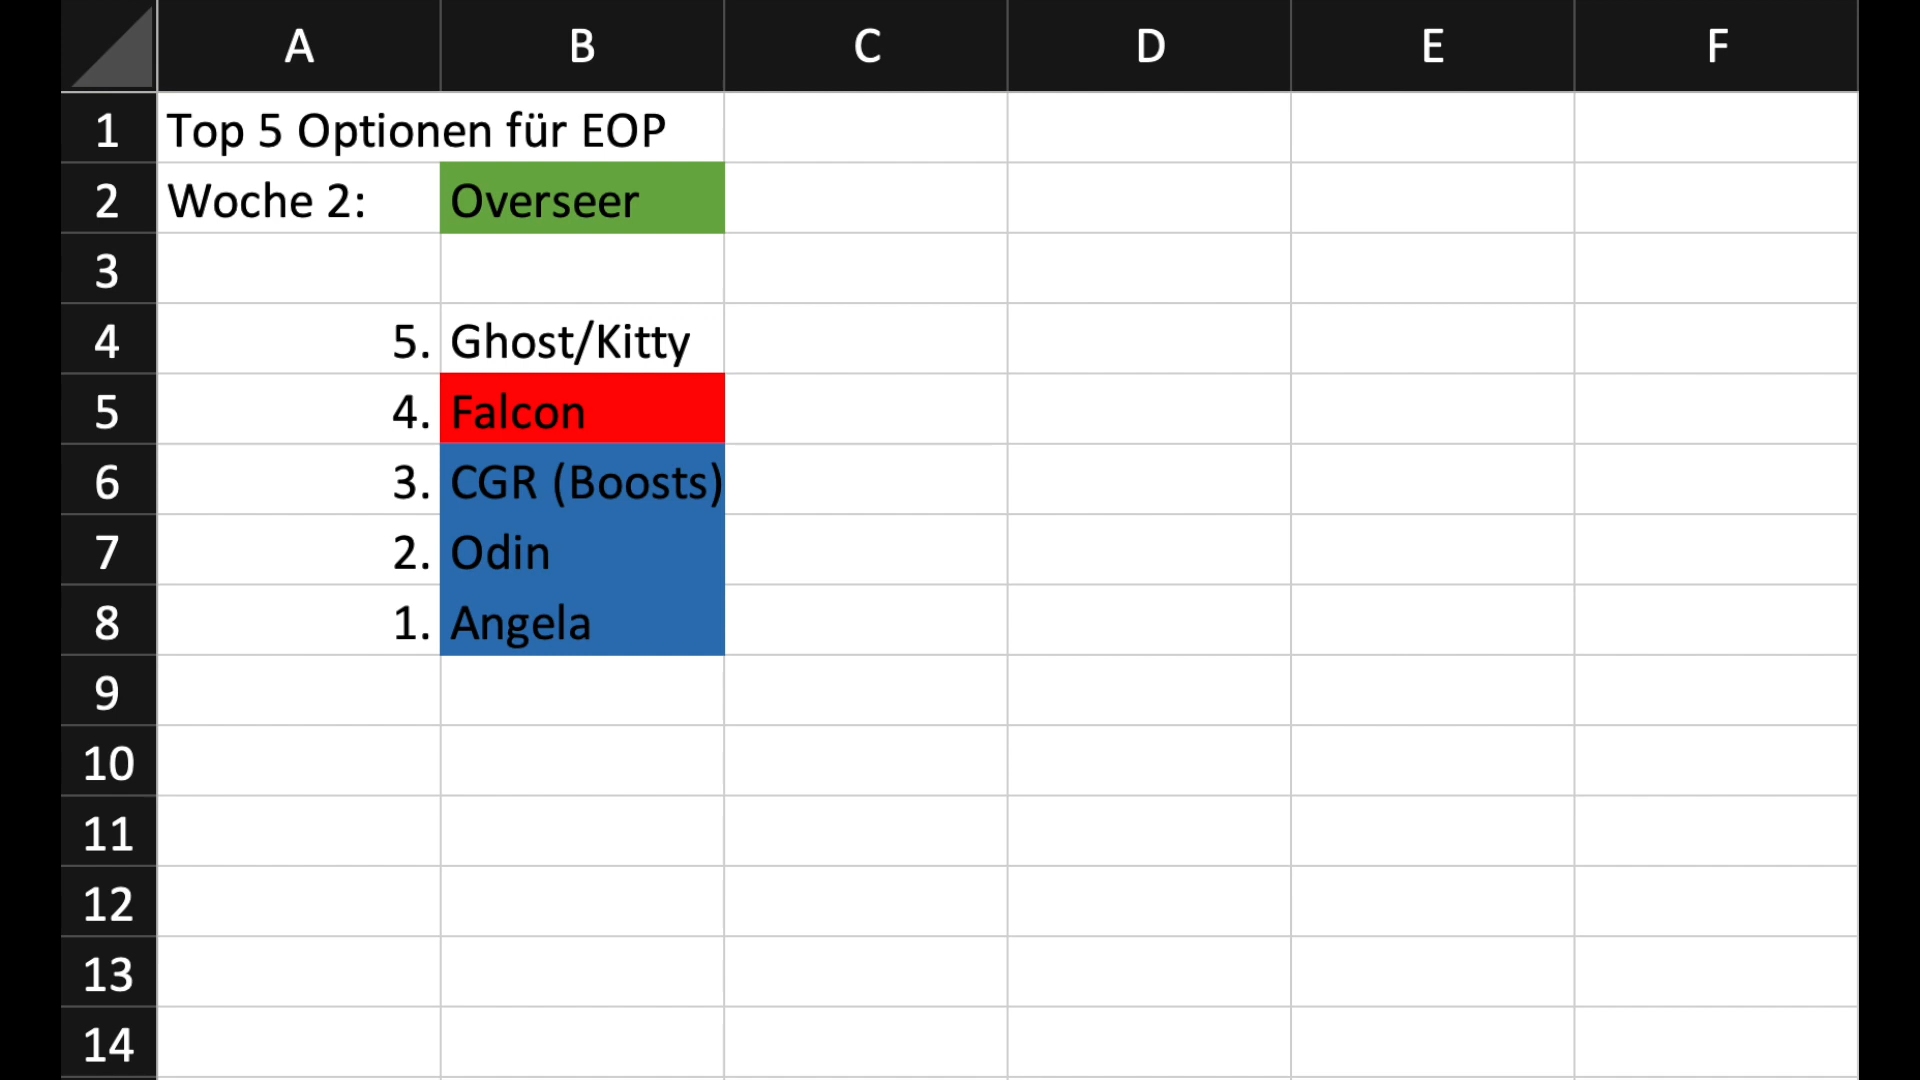 A B C D E F
1 Top 5 Optionen für EOP
2 Woche 2: Overseer
3
4 5. Ghost/Kitty
5 4. Falcon
6 3. CGR (Boosts)
7 2. Odin
8 1. Angela
9
10
11
12
13
14